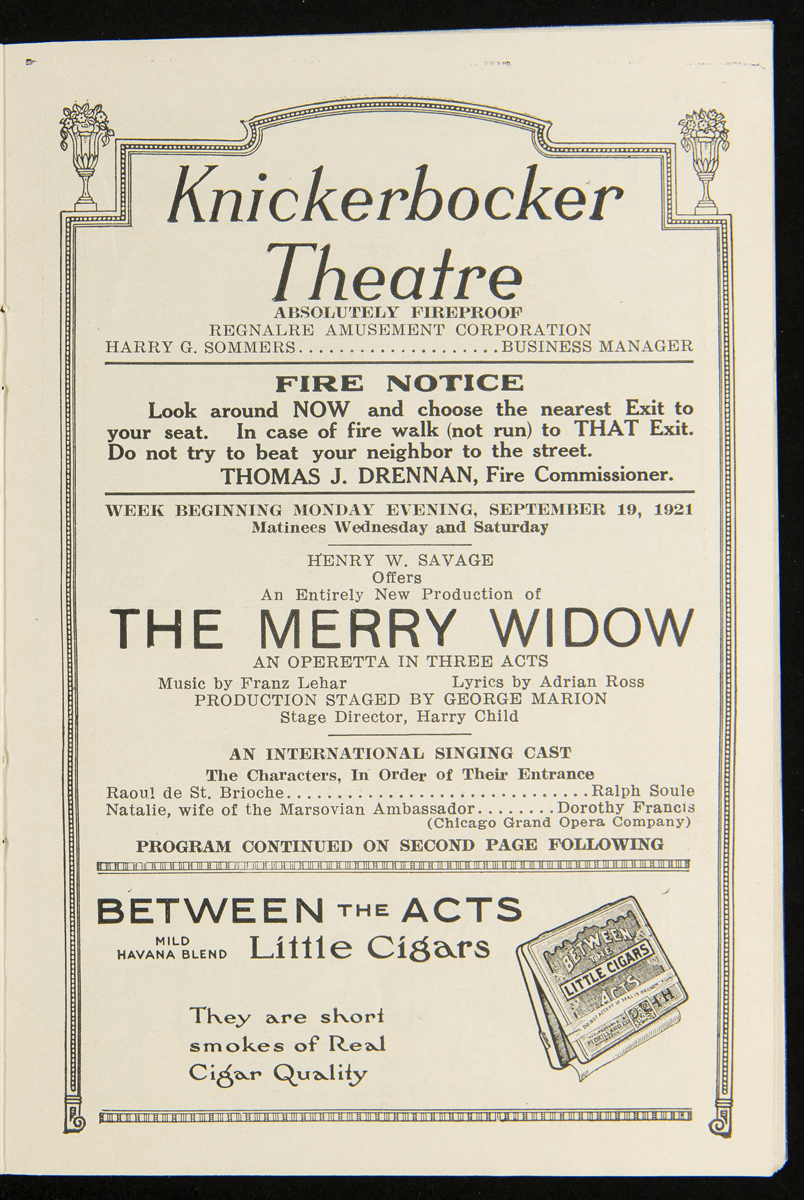 Knickerbocker
Theatre
ABSOLUTELY FIREPROOF
REGNALRE AMUSEMENT CORPORATION
HARRY G. SOMMERS....................BUSINESS MANAGER
FIRE NOTICE
Look around NOW and choose the nearest Exit to
your seat. In case of fire walk (not run) to THAT Exit.
Do not try to beat your neighbor to the street.
THOMAS J. DRENNAN, Fire Commissioner.
WEEK BEGINNING MONDAY EVENING, SEPTEMBER 19, 1921
Matinees Wednesday and Saturday
HENRY W. SAVAGE
Offers
An Entirely New Production of
THE MERRY WIDOW
AN OPERETTA IN THREE ACTS
Music by Franz Lehar Lyrics by Adrian Ross
PRODUCTION STAGED BY GEORGE MARION
Stage Director, Harry Child
AN INTERNATIONAL SINGING CAST
The Characters, In Order of Their Entrance
Raoul de St. Brioche..............................Ralph Soule
Natalie, wife of the Marsovian Ambassador........Dorothy Francis
(Chicago Grand Opera Company)
PROGRAM CONTINUED ON SECOND PAGE FOLLOWING
BETWEEN THE ACTS
MILD
HAVANA BLEND Little Cigars
They are short
smokes of Real
Cigar Quality
BETWEEN
THE
LITTLE CIGARS
ACTS